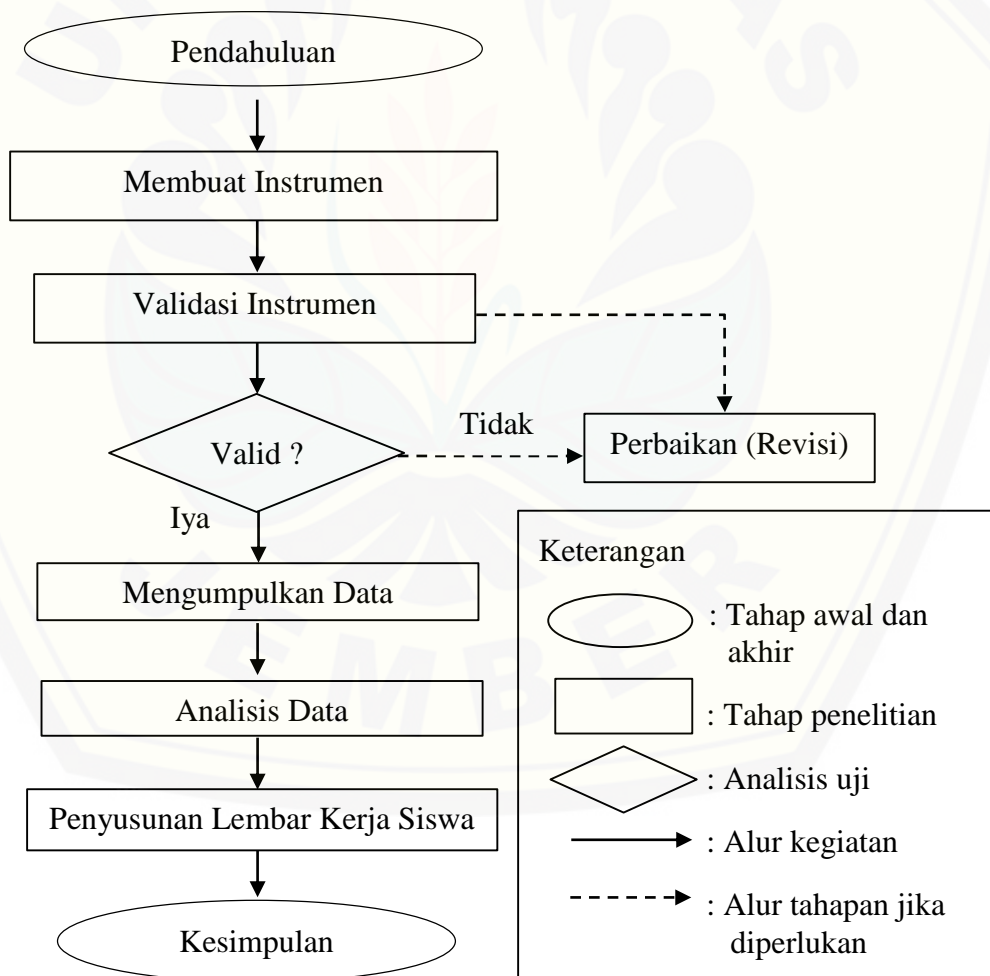 Pendahuluan
Membuat Instrumen
Validasi Instrumen
Valid ?
Tidak
Perbaikan (Revisi)
Iya
Mengumpulkan Data
Analisis Data
Penyusunan Lembar Kerja Siswa
Kesimpulan
Keterangan
: Tahap awal dan
akhir
: Tahap penelitian
: Analisis uji
: Alur kegiatan
: Alur tahapan jika
diperlukan